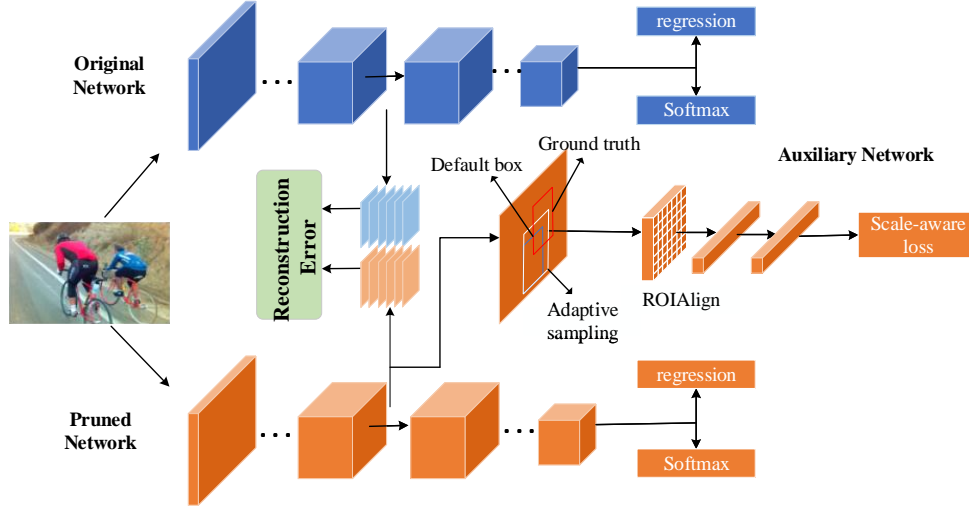 regression
Original
Network
Softmax
Ground truth
Default box
Auxiliary Network
Reconstruction
Error
Scale-aware
loss
ROIAlign
Adaptive
sampling
regression
Pruned
Network
Softmax